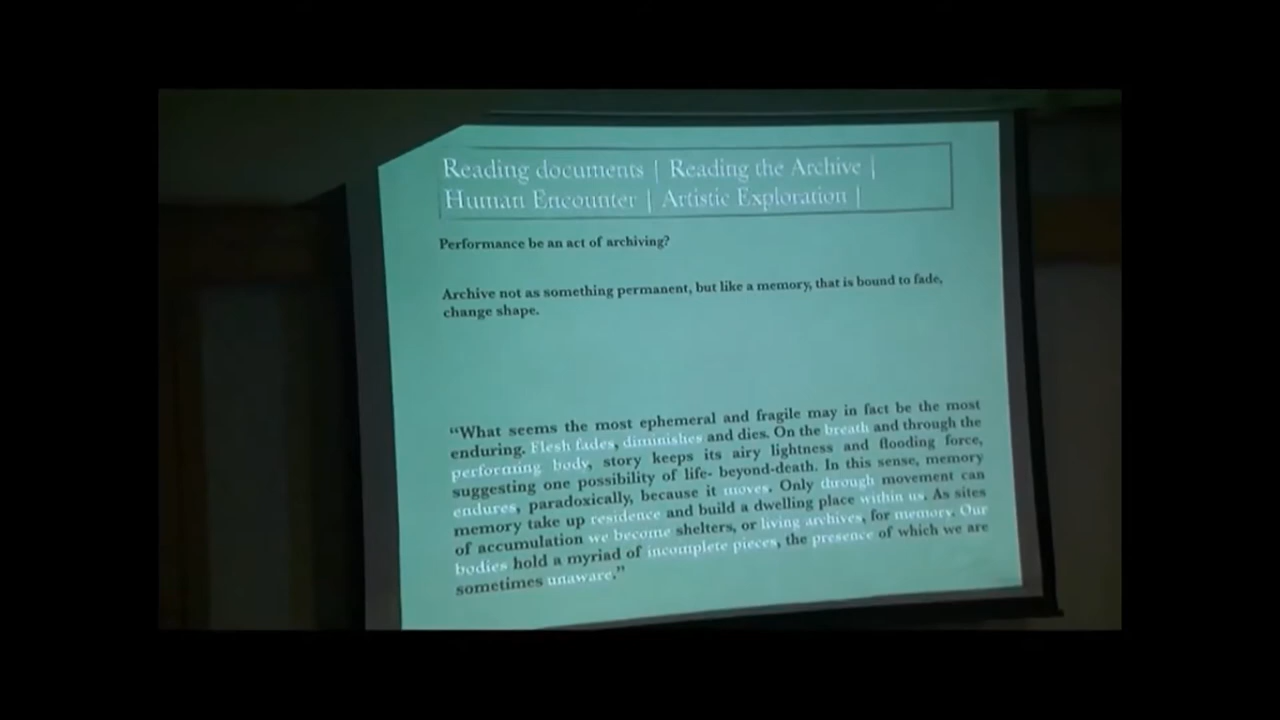 Reading documents | Reading the Archive |
Human Encounter | Artistic Exploration |
Performance be an act of archiving?
Archive not as something permanent, but like a memory, that is bound to fade,
change shape.
“What seems the most ephemeral and fragile may in fact be the most
enduring. Flesh fades, diminishes and dies. On the breath and through the
performing body, story keeps its airy lightness and flooding force,
suggesting one possibility of life- beyond-death. In this sense, memory
endures, paradoxically, because it moves. Only through movement can
memory take up residence and build a dwelling place within us. As sites
of accumulation we become shelters, or living archives, for memory. Our
bodies hold a myriad of incomplete pieces, the presence of which we are
sometimes unaware.”